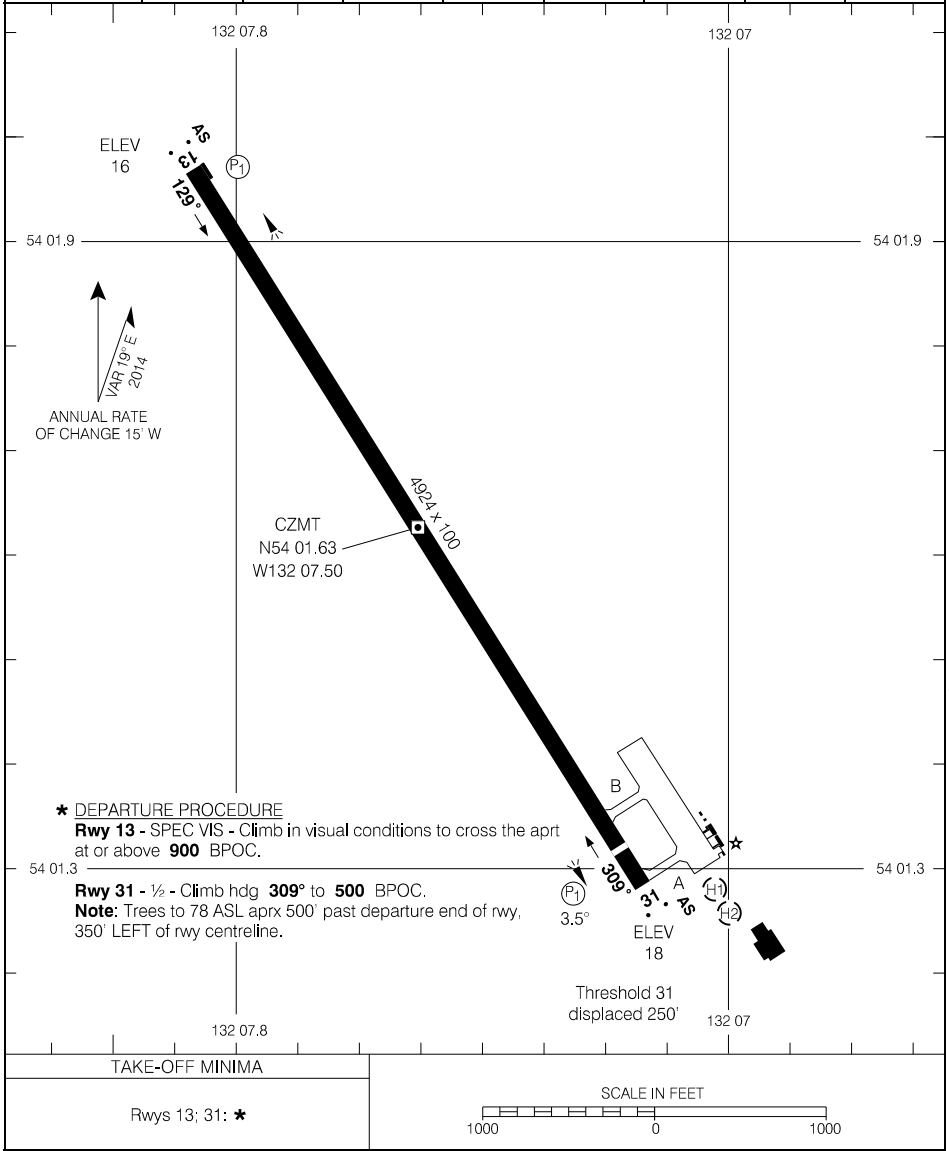 132 07.8
132 07
ELEV
16
AS
13
P1
129°
54 01.9
54 01.9
VAR 19° E
2014
ANNUAL RATE
OF CHANGE 15' W
4924 x 100
CZMT
N54 01.63
W132 07.50
B
* DEPARTURE PROCEDURE
Rwy 13 - SPEC VIS - Climb in visual conditions to cross the aprt
at or above 900 BPOC.
54 01.3
54 01.3
Rwy 31 - ½ - Climb hdg 309° to 500 BPOC.
Note: Trees to 78 ASL aprx 500' past departure end of rwy,
350' LEFT of rwy centreline.
P1
3.5°
309°
31
AS
A
H1
H2
ELEV
18
Threshold 31
displaced 250'
132 07.8
132 07
TAKE-OFF MINIMA
Rwys 13; 31: *
SCALE IN FEET
1000
0
1000